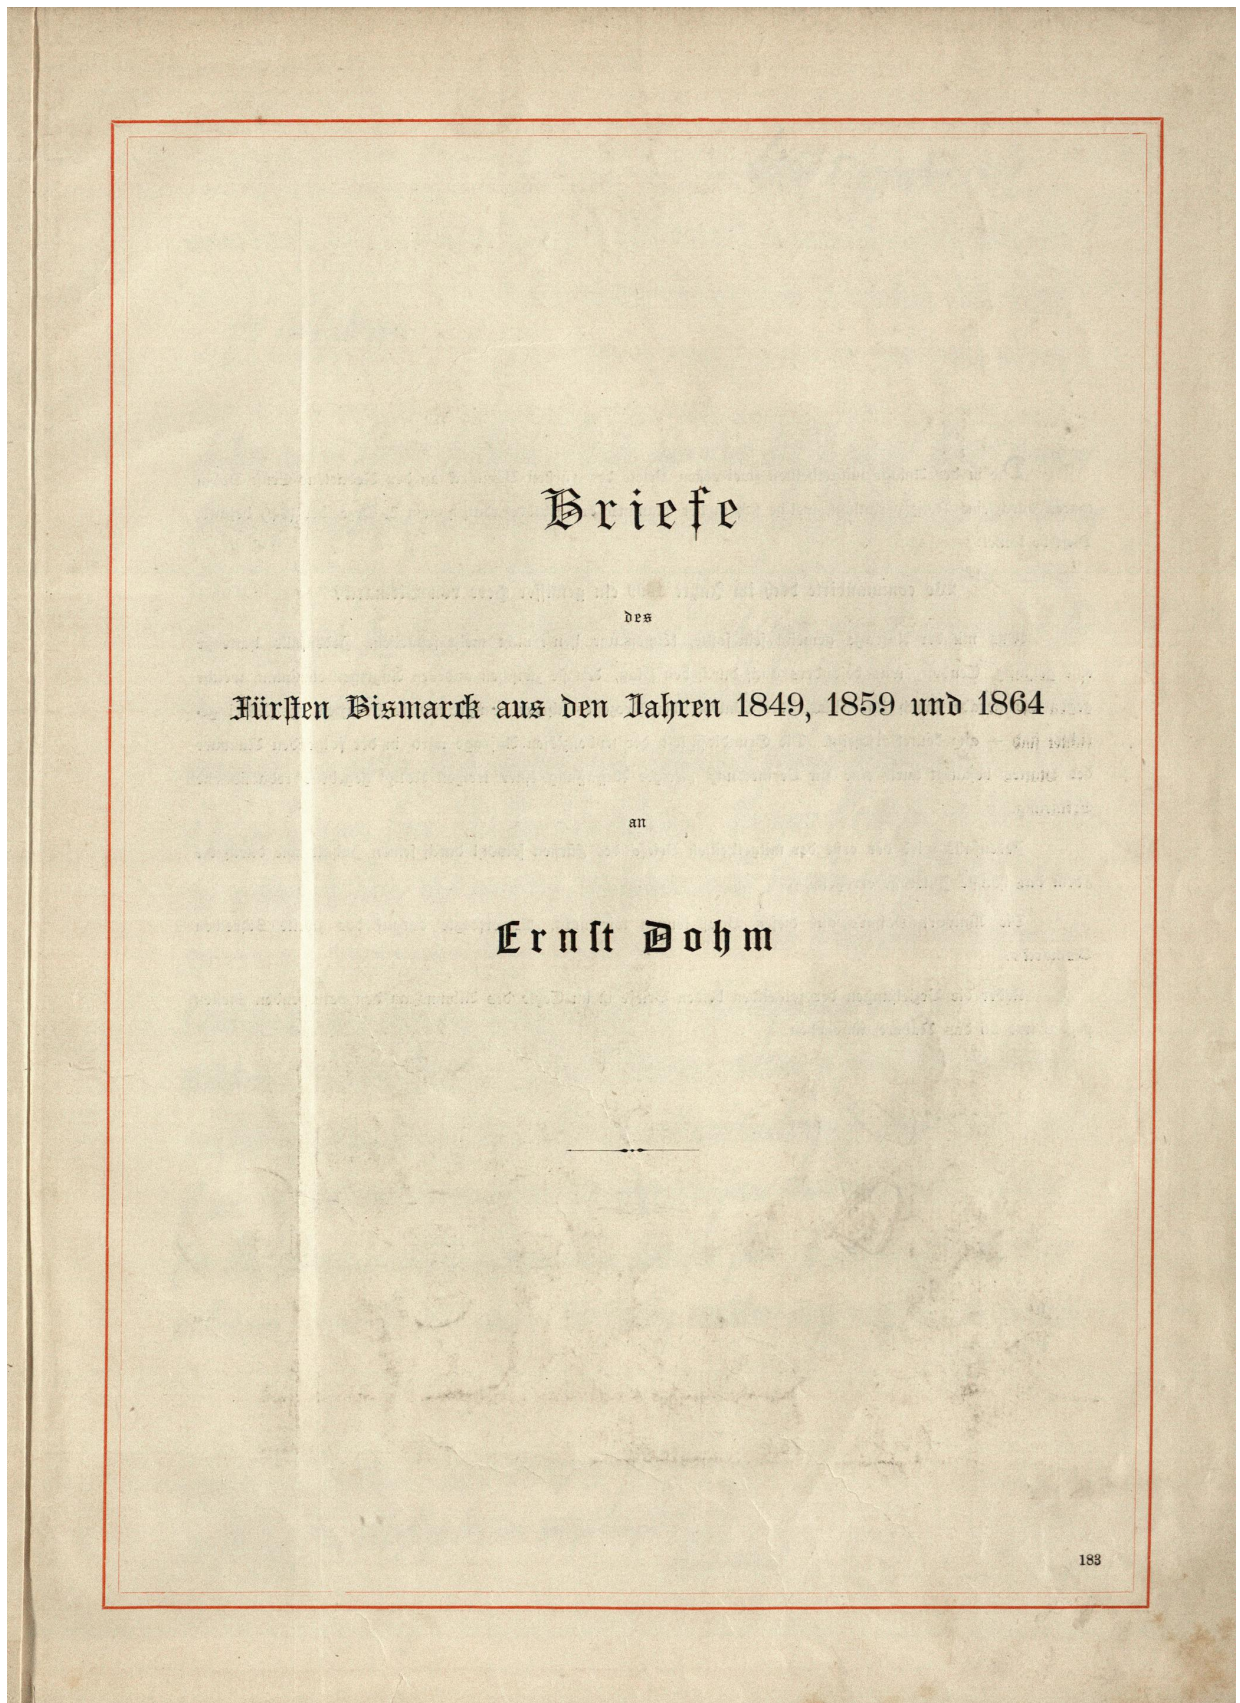 Briefe
des
Fürſten Bismarck aus den Jahren 1849, 1859 und 1864
an
Ernſt Dohm
183